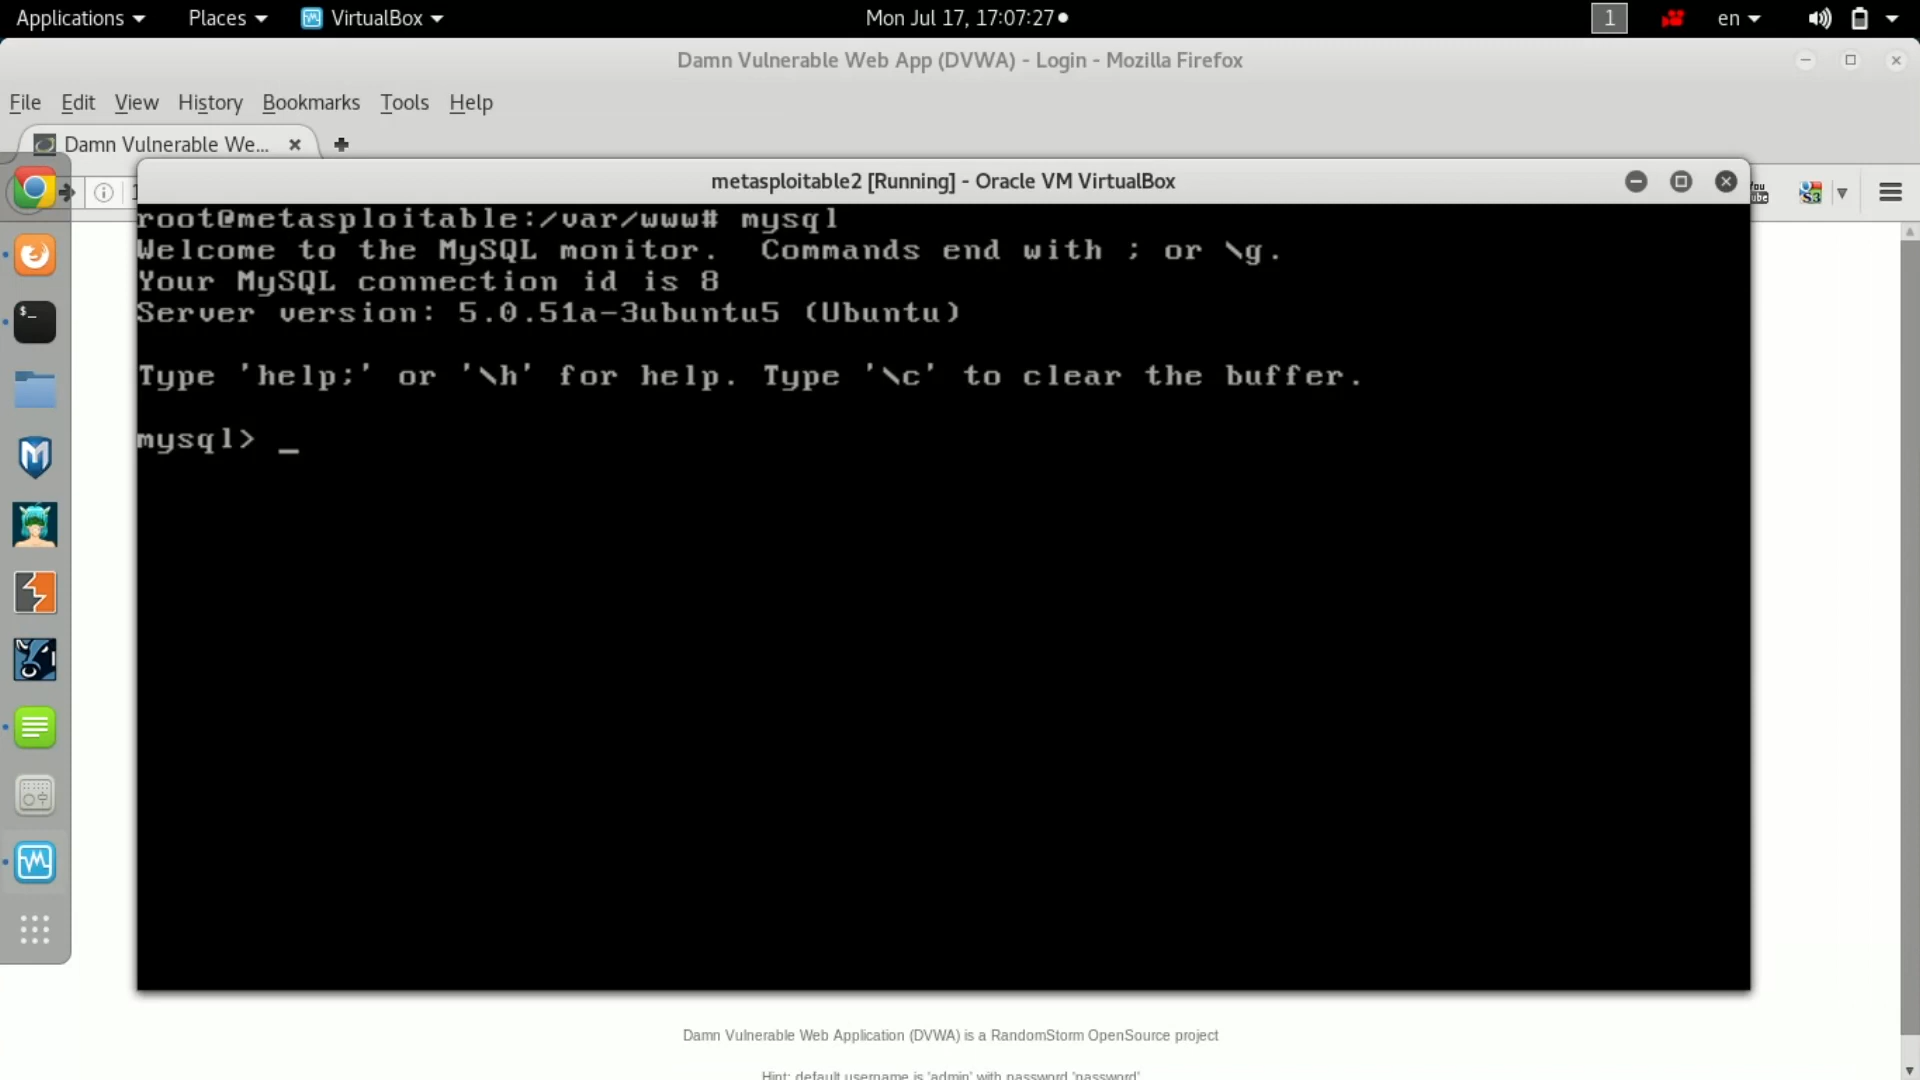 Applications Places VirtualBox Mon Jul 17, 17:07:27 1 en
Damn Vulnerable Web App (DVWA) - Login - Mozilla Firefox
File Edit View History Bookmarks Tools Help
Damn Vulnerable We...
metasploitable2 [Running] - Oracle VM VirtualBox
root@metasploitable:/var/www# mysql
Welcome to the MySQL monitor.  Commands end with ; or \g.
Your MySQL connection id is 8
Server version: 5.0.51a-3ubuntu5 (Ubuntu)
Type 'help;' or '\h' for help. Type '\c' to clear the buffer.
mysql> _
Damn Vulnerable Web Application (DVWA) is a RandomStorm OpenSource project
Hint: default username is 'admin' with password 'password'